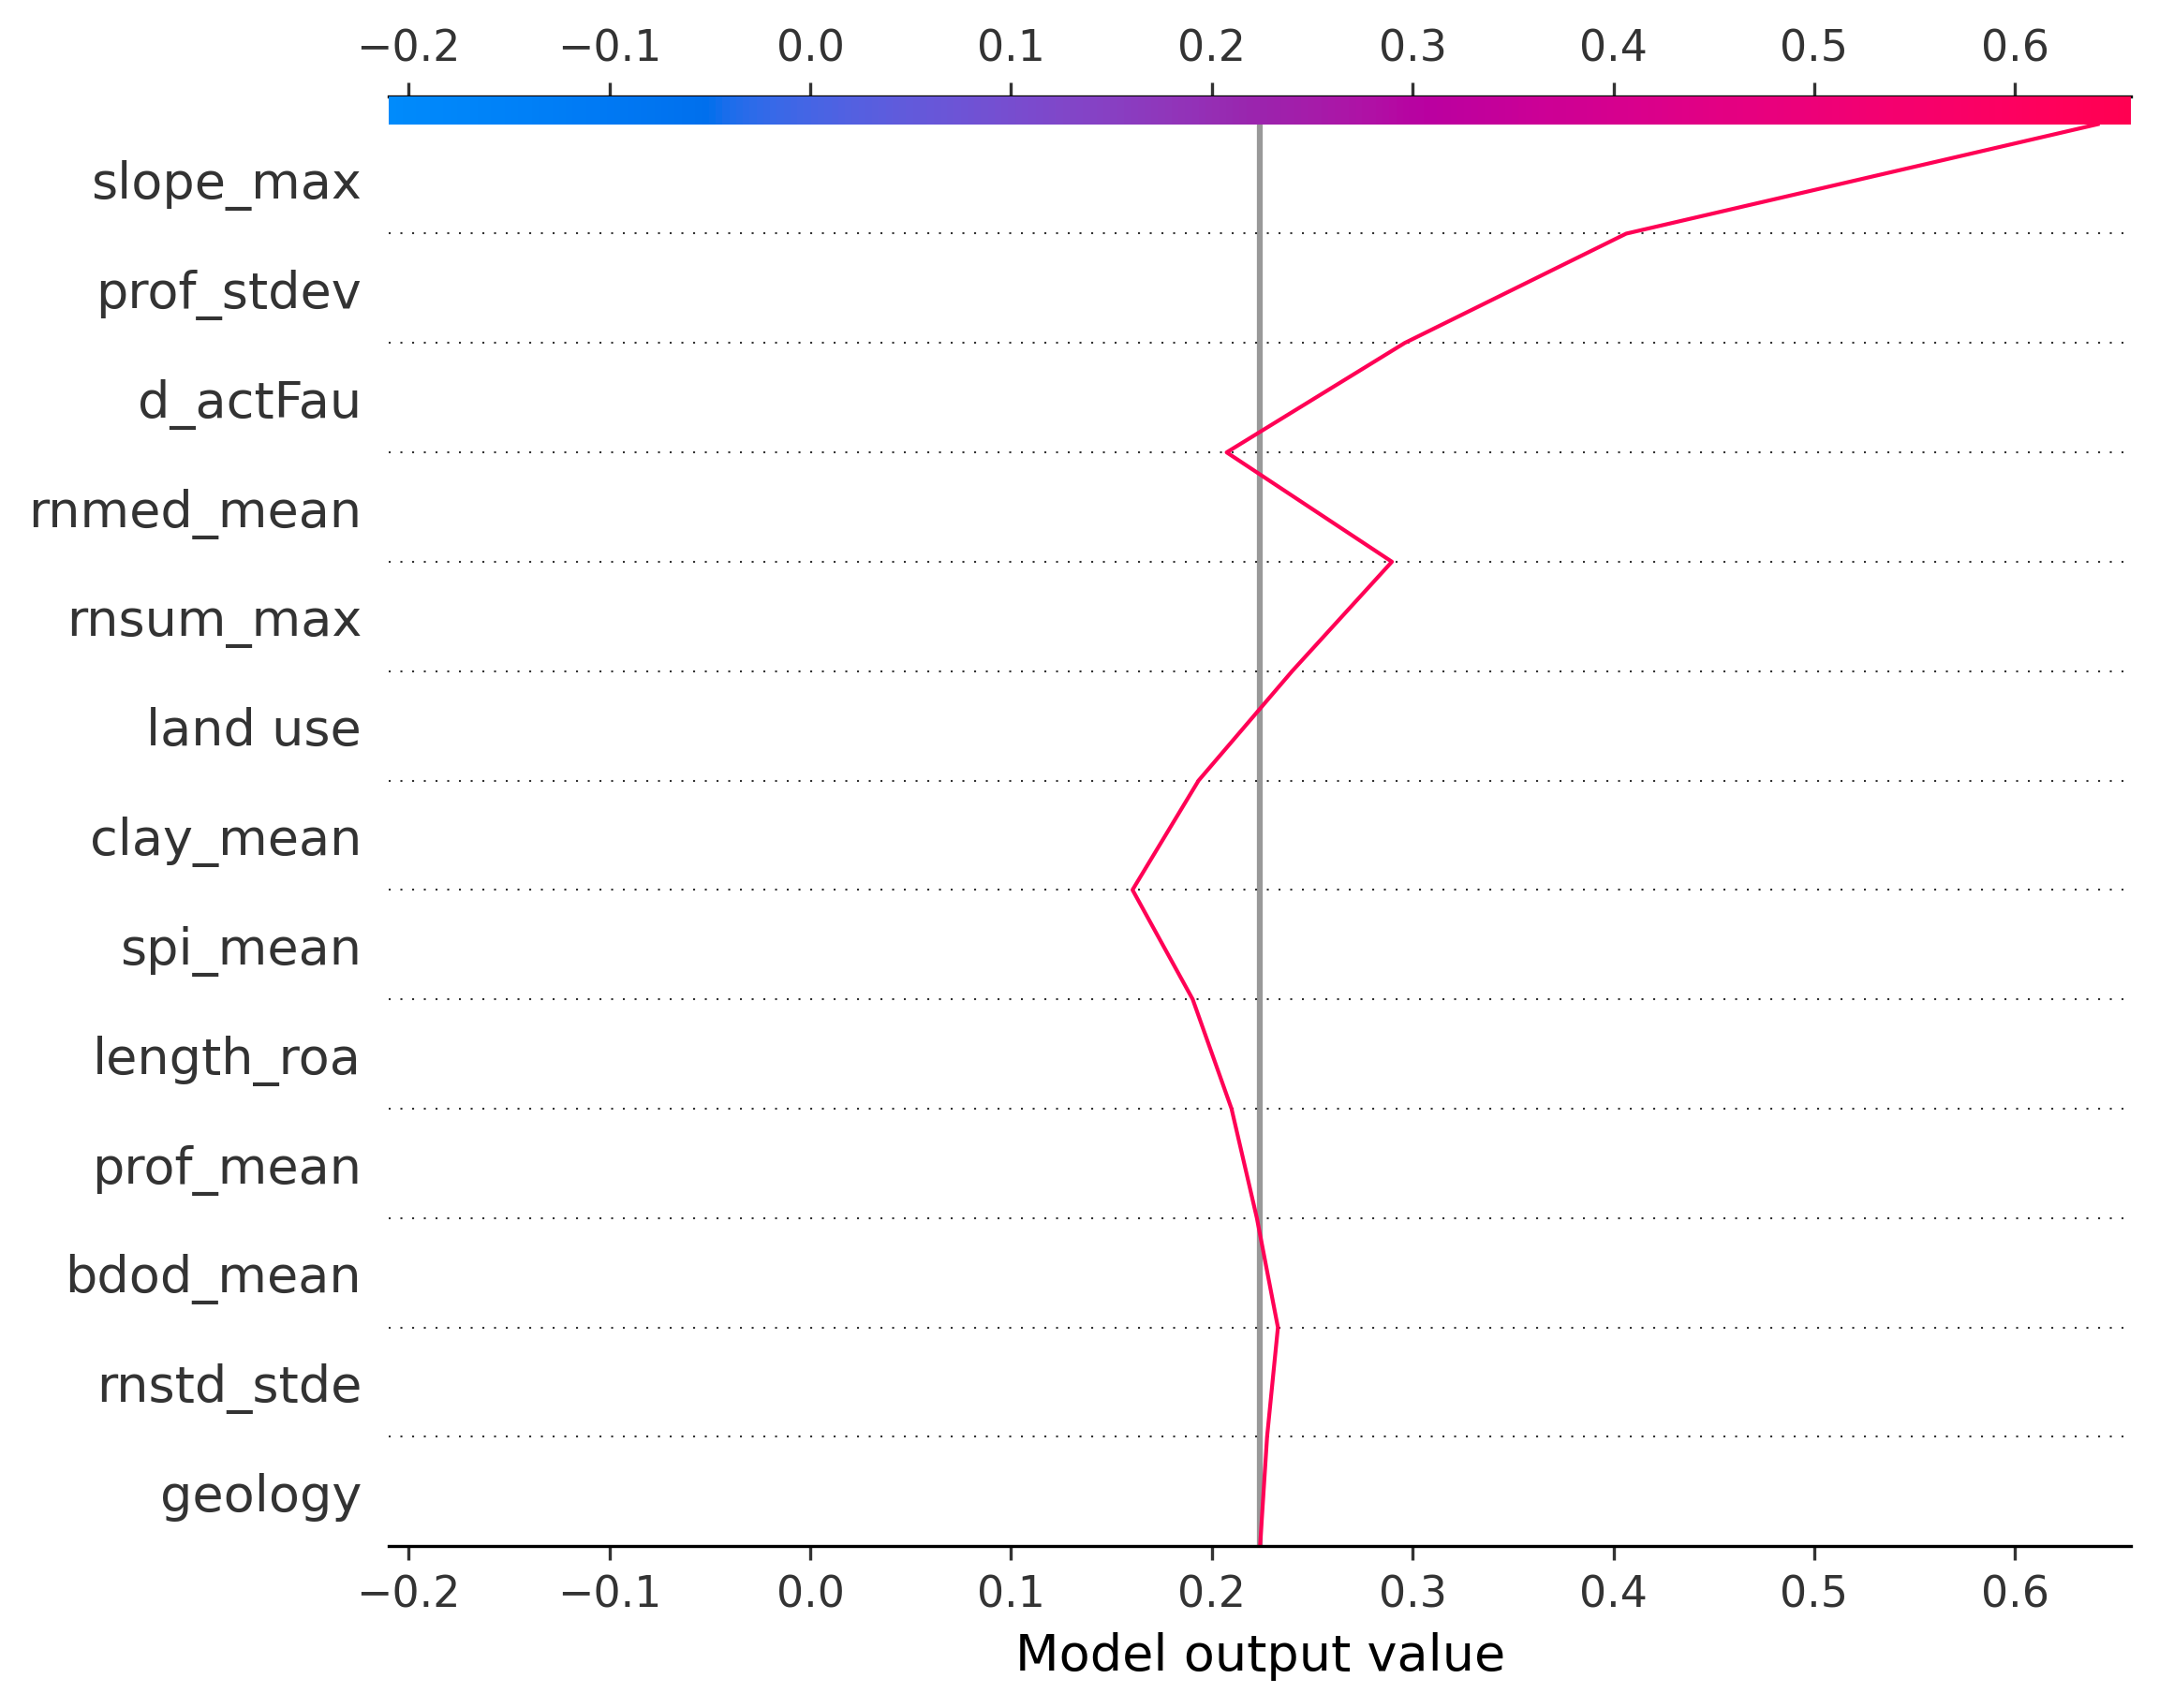 −0.2 −0.1 0.0 0.1 0.2 0.3 0.4 0.5 0.6
slope_max
prof_stdev
d_actFau
rnmed_mean
rnsum_max
land use
clay_mean
spi_mean
length_roa
prof_mean
bdod_mean
rnstd_stde
geology
−0.2 −0.1 0.0 0.1 0.2 0.3 0.4 0.5 0.6
Model output value